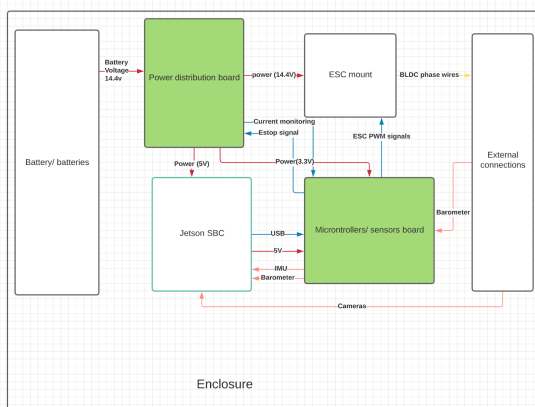 Battery
Voltage
14.4v
Power distribution board
power (14.4V)
ESC mount
BLDC phase wires
Current monitoring
Estop signal
ESC PWM signals
Battery/ batteries
Power (5V)
Power(3.3V)
External
connections
Barometer
Jetson SBC
USB
Microntrollers/ sensors board
5V
IMU
Barometer
Cameras
Enclosure